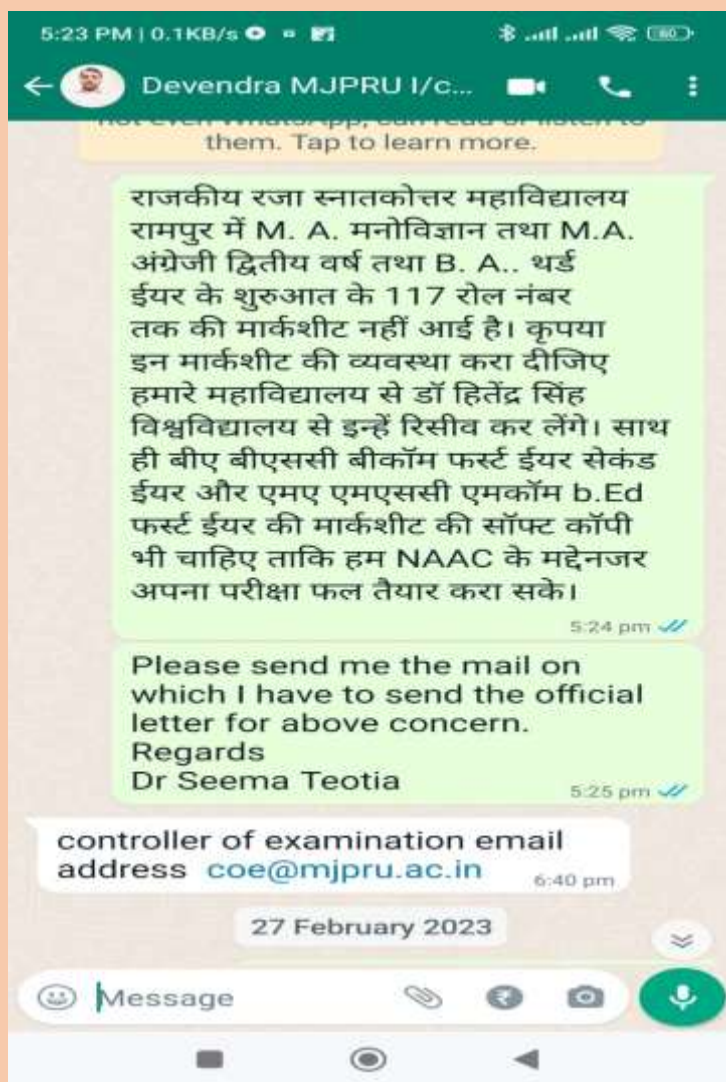 5:23 PM | 0.1KB/s
60
Devendra MJPRU I/c...
them. Tap to learn more.
राजकीय रजा स्नातकोत्तर महाविद्यालय
रामपुर में M. A. मनोविज्ञान तथा M.A.
अंग्रेजी द्वितीय वर्ष तथा B. A.. थर्ड
ईयर के शुरुआत के 117 रोल नंबर
तक की मार्कशीट नहीं आई है। कृपया
इन मार्कशीट की व्यवस्था करा दीजिए
हमारे महाविद्यालय से डॉ हितेंद्र सिंह
विश्वविद्यालय से इन्हें रिसीव कर लेंगे। साथ
ही बीए बीएससी बीकॉम फर्स्ट ईयर सेकंड
ईयर और एमए एमएससी एमकॉम b.Ed
फर्स्ट ईयर की मार्कशीट की सॉफ्ट कॉपी
भी चाहिए ताकि हम NAAC के मद्देनजर
अपना परीक्षा फल तैयार करा सके।
5:24 pm
Please send me the mail on
which I have to send the official
letter for above concern.
Regards
Dr Seema Teotia
5:25 pm
controller of examination email
address coe@mjpru.ac.in
6:40 pm
27 February 2023
Message